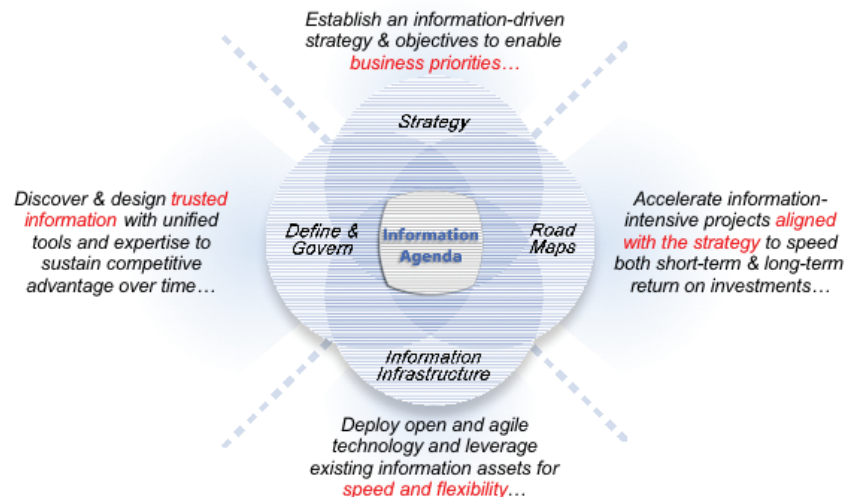 Establish an information-driven
strategy & objectives to enable
business priorities…
Strategy
Discover & design trusted
information with unified
tools and expertise to
sustain competitive
advantage over time…
Define &
Govern
Information
Agenda
Road
Maps
Accelerate information-
intensive projects aligned
with the strategy to speed
both short-term & long-term
return on investments…
Information
Infrastructure
Deploy open and agile
technology and leverage
existing information assets for
speed and flexibility…